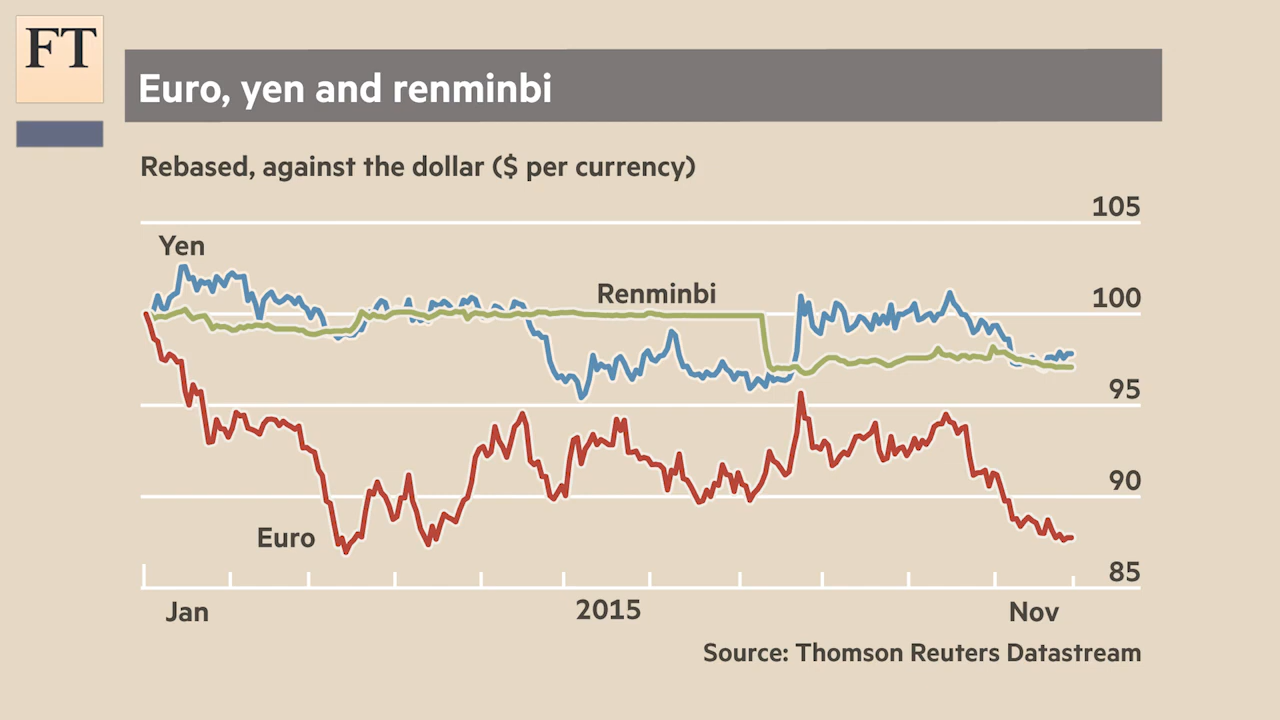 FT
Euro, yen and renminbi
Rebased, against the dollar ($ per currency)
105
Yen
Renminbi
100
95
90
Euro
85
Jan
2015
Nov
Source: Thomson Reuters Datastream